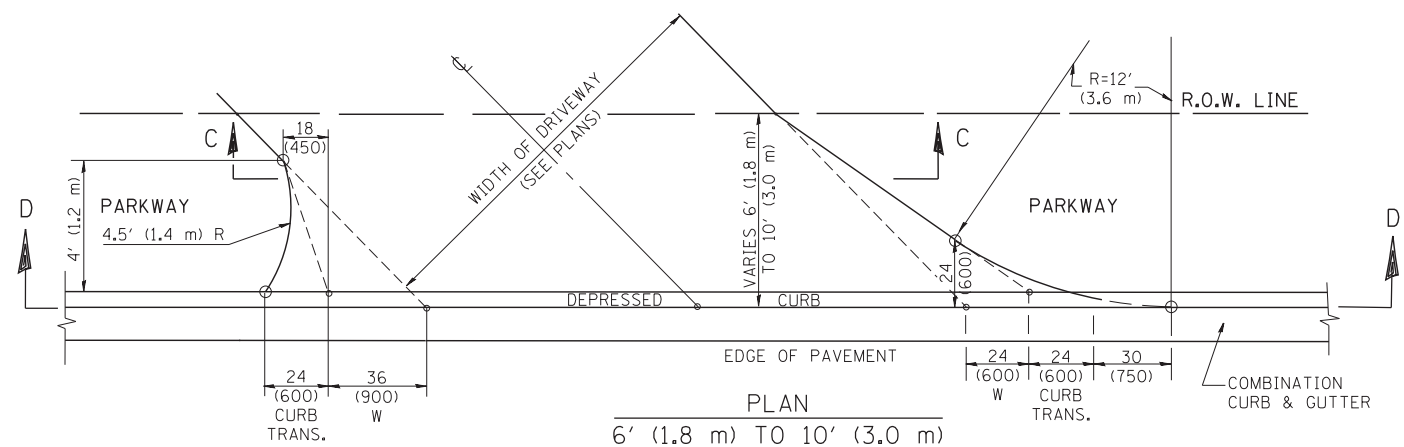 ℄
R=12'
(3.6 m)
R.O.W. LINE
WIDTH OF DRIVEWAY
(SEE PLANS)
C
18
(450)
C
VARIES 6' (1.8 m)
TO 10' (3.0 m)
4' (1.2 m)
PARKWAY
4.5' (1.4 m) R
PARKWAY
D
D
24
(600)
DEPRESSED CURB
EDGE OF PAVEMENT
24
(600)
CURB
TRANS.
36
(900)
W
24
(600)
W
24
(600)
CURB
TRANS.
30
(750)
COMBINATION
CURB & GUTTER
PLAN
6' (1.8 m) TO 10' (3.0 m)